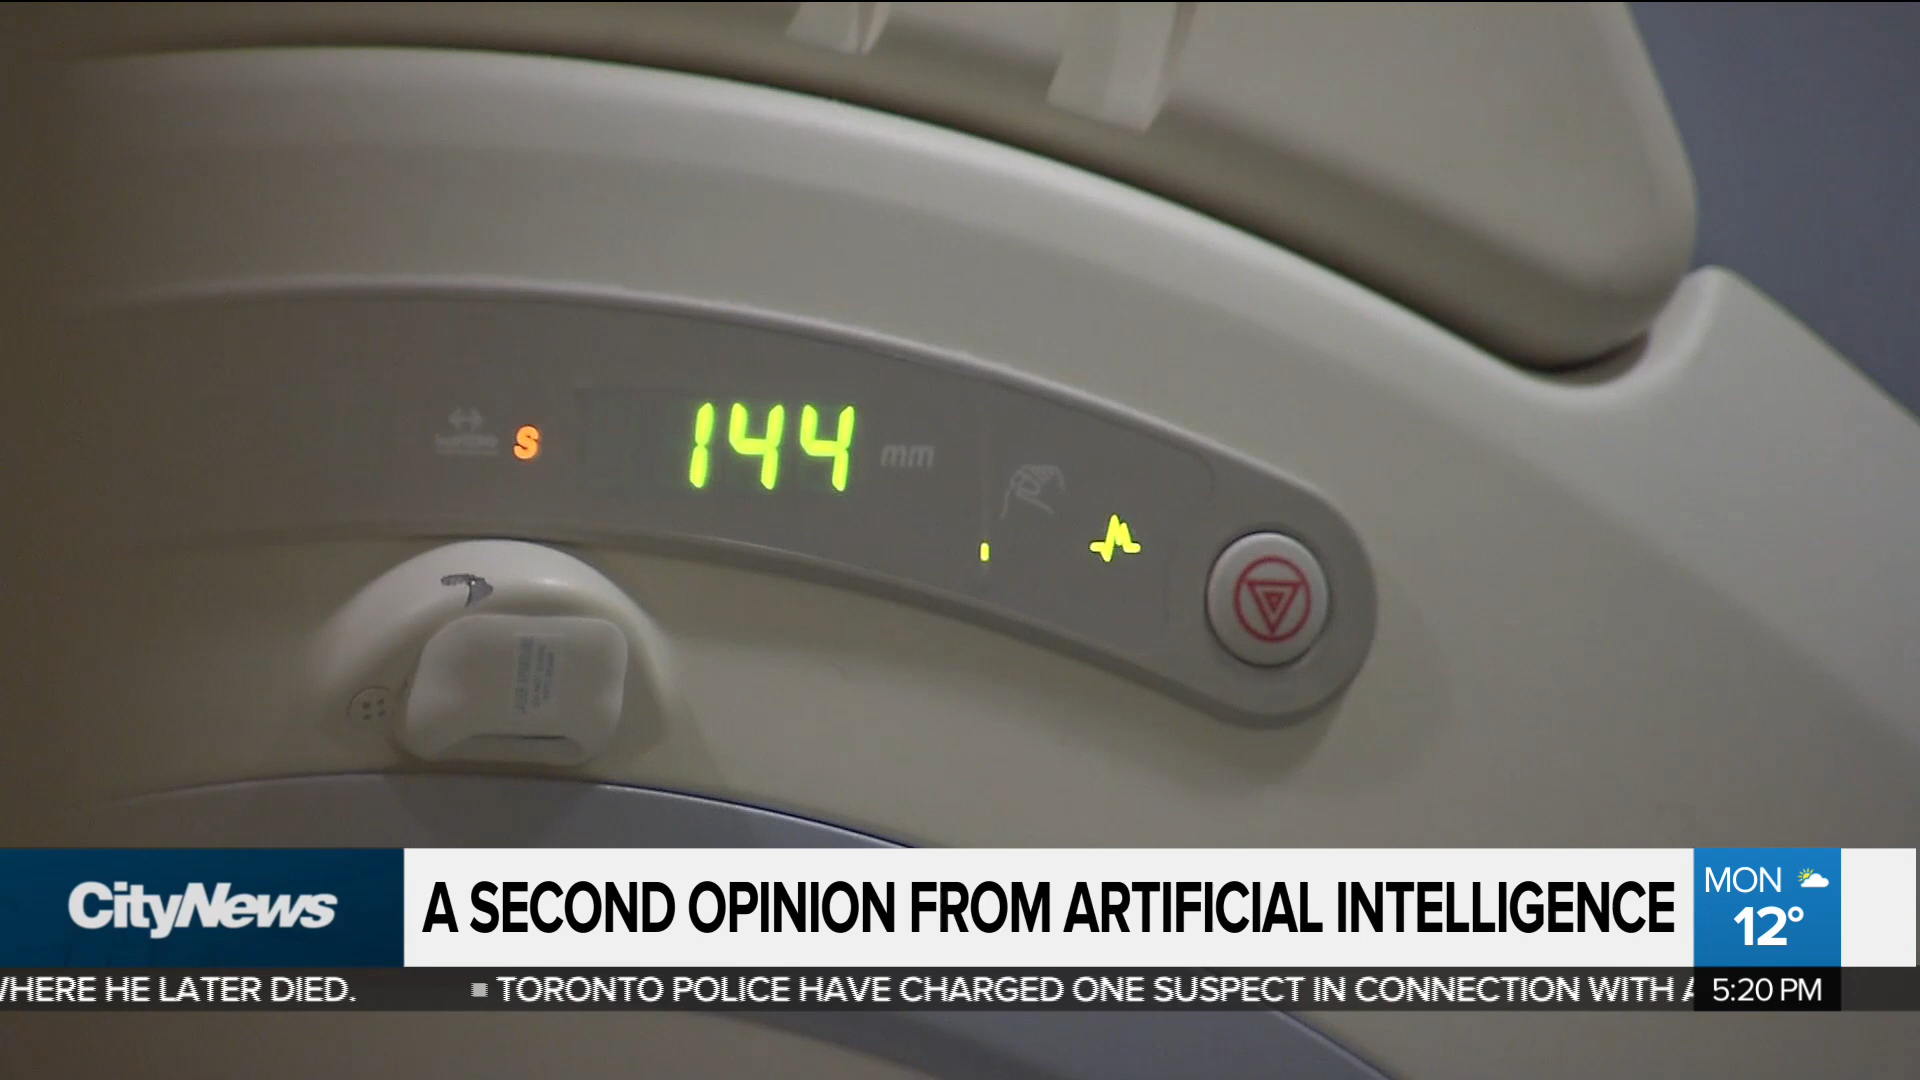 S 144 mm
CityNews
A SECOND OPINION FROM ARTIFICIAL INTELLIGENCE
MON
12°
WHERE HE LATER DIED. ■ TORONTO POLICE HAVE CHARGED ONE SUSPECT IN CONNECTION WITH A
5:20 PM